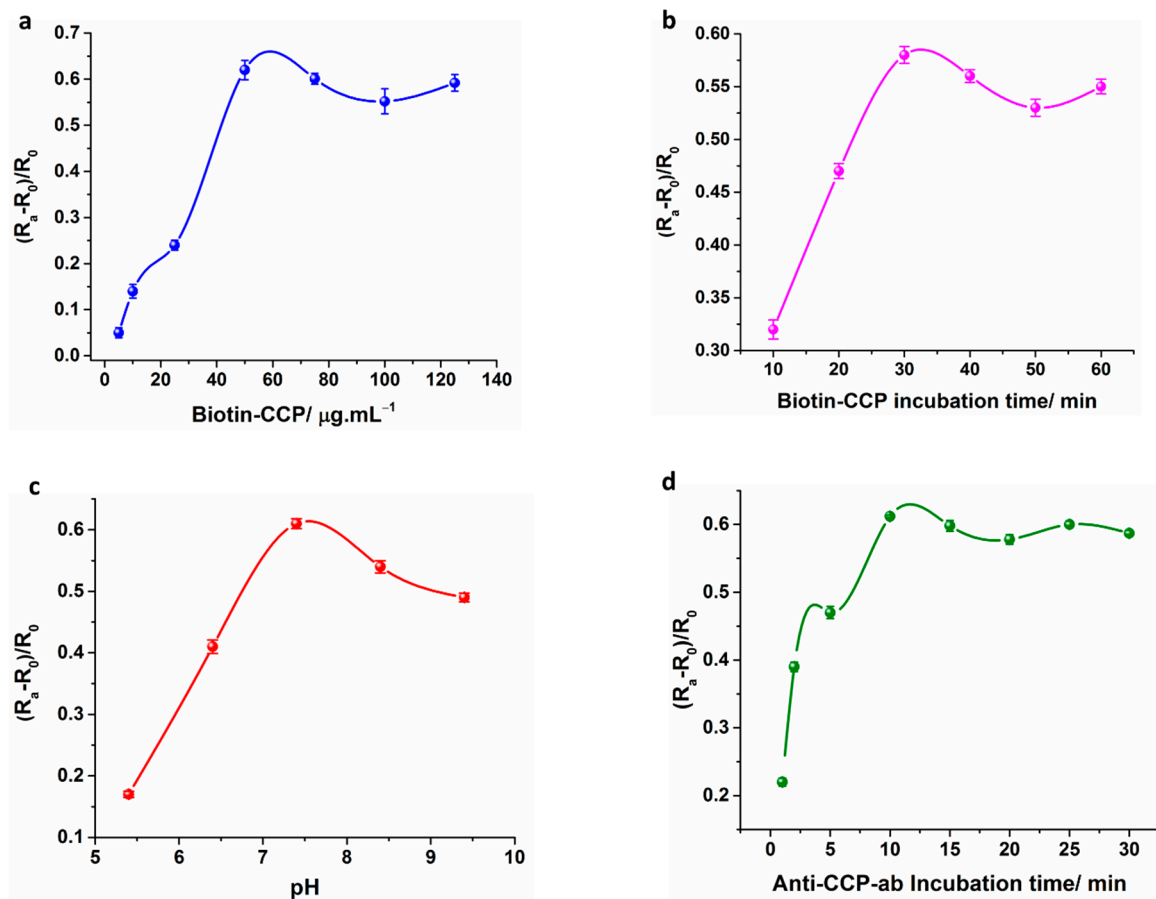 a
0.7
0.6
0.5
0.4
0.3
0.2
0.1
0.0
(Ra-R0)/R0
0 20 40 60 80 100 120 140
Biotin-CCP/ μg.mL⁻¹
b
0.60
0.55
0.50
0.45
0.40
0.35
0.30
(Ra-R0)/R0
10 20 30 40 50 60
Biotin-CCP incubation time/ min
c
0.6
0.5
0.4
0.3
0.2
0.1
(Ra-R0)/R0
5 6 7 8 9 10
pH
d
0.6
0.5
0.4
0.3
0.2
(Ra-R0)/R0
0 5 10 15 20 25 30
Anti-CCP-ab Incubation time/ min